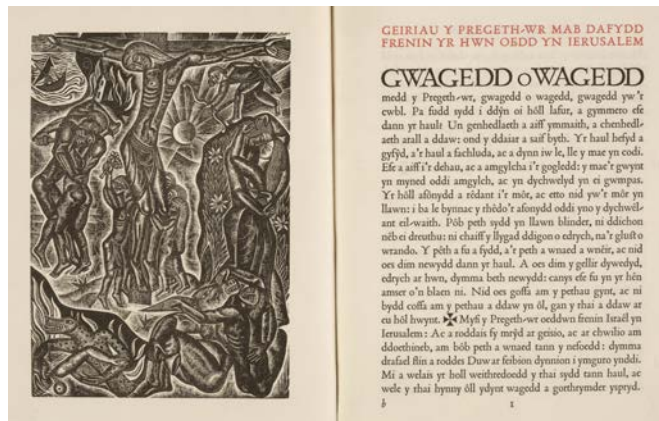 GEIRIAU Y PREGETH-WR MAB DAFYDD
FRENIN YR HWN OEDD YN IERUSALEM
GWAGEDD o WAGEDD
medd y Pregeth-wr, gwagedd o wagedd, gwagedd yw'r
cwbl. Pa fudd sydd i ddŷn oi hôll lafur, a gymmero efe
dann yr haul? Un genhedlaeth a aiff ymmaith, a chenhedl-
aeth arall a ddaw: ond y ddaiar a saif byth. Yr haul hefyd a
gyfŷd, a'r haul a fachluda, ac a dynn iw le, lle y mae yn codi.
Efe a aiff i'r dehau, ac a amgylcha i'r gogledd: y mae'r gwynt
yn myned oddi amgylch, ac yn dychwelyd yn ei gwmpas.
Yr hôll afonydd a rêdant i'r môr, ac etto nid yw'r môr yn
llawn: i ba le bynnac y rhêdo'r afonydd oddi yno y dychwêl-
ant eil-waith. Pôb peth sydd yn llawn blinder, ni ddichon
nêb ei dreuthu: ni chaiff y llygad ddigon o edrych, na'r glust o
wrando. Y pêth a fu a fydd, a'r peth a wnaed a wnêir, ac nid
oes dim newydd dann yr haul. A oes dim y gellir dywedyd,
edrych ar hwn, dymma beth newydd: canys efe fu yn yr hên
amser o'n blaen ni. Nid oes goffa am y pethau gynt, ac ni
bydd coffa am y pethau a ddaw yn ôl, gan y rhai a ddaw ar
eu hôl hwynt. ✠ Myfi y Pregeth-wr oeddwn frenin Israêl yn
Ierusalem: Ac a roddais fy mrŷd ar geisio, ac ar chwilio am
ddoethineb, am bôb peth a wnaed tann y nefoedd: dymma
drafael flin a roddes Duw ar feibion dynnion i ymguro ynddi.
Mi a welais yr holl weithredoedd y rhai sydd tann haul, ac
wele y rhai hynny ôll ydynt wagedd a gorthrymder yspryd.
b 1